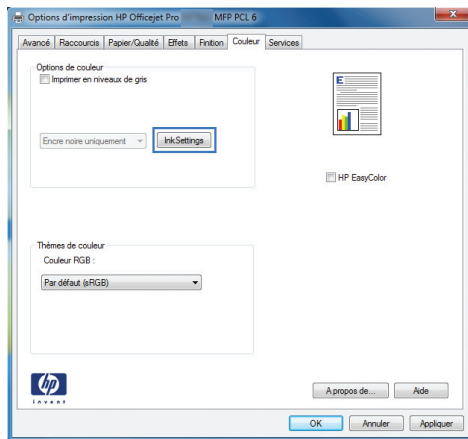 Options d'impression HP Officejet Pro MFP PCL 6
Avancé Raccourcis Papier/Qualité Effets Finition Couleur Services
Options de couleur
Imprimer en niveaux de gris
Encre noire uniquement InkSettings
E
HP EasyColor
Thèmes de couleur
Couleur RGB :
Par défaut (sRGB)
hp
invent
A propos de... Aide
OK Annuler Appliquer